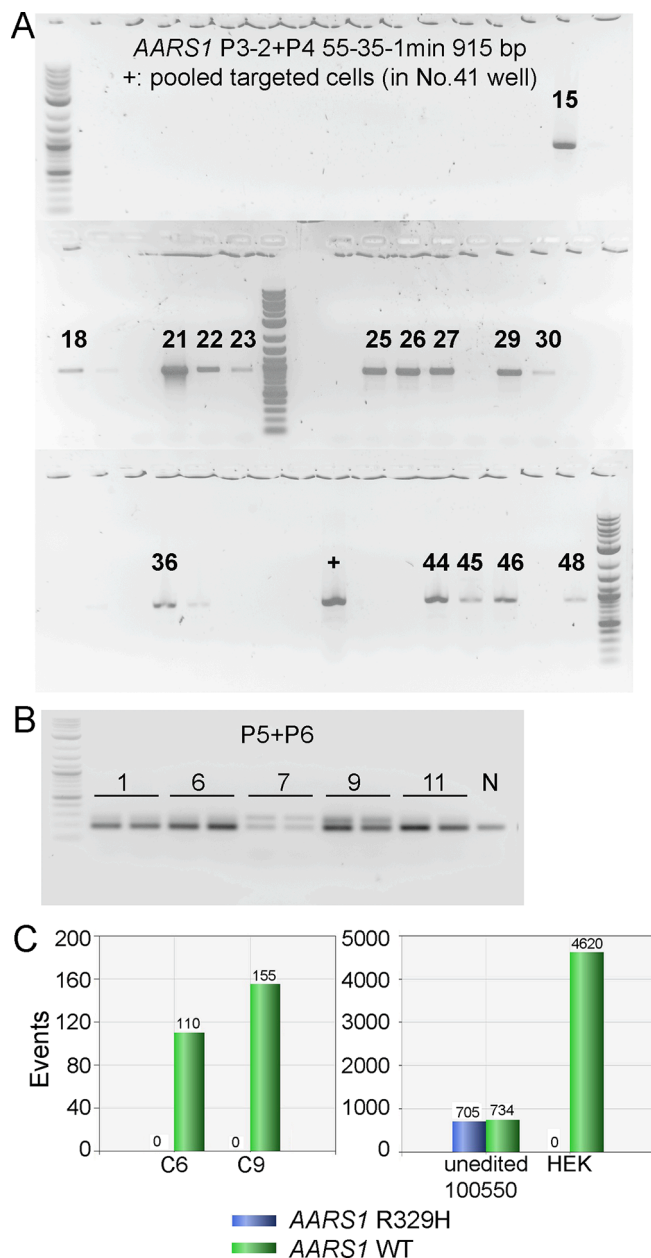 A
AARS1 P3-2+P4 55-35-1min 915 bp
+: pooled targeted cells (in No.41 well)
15
18 21 22 23 25 26 27 29 30
36 + 44 45 46 48
B
P5+P6
1 6 7 9 11 N
C
200 5000
160 4000
120 3000
80 2000
40 1000
0 0
Events
0 110 0 155
705 734 0 4620
C6 C9 unedited HEK
100550
AARS1 R329H
AARS1 WT